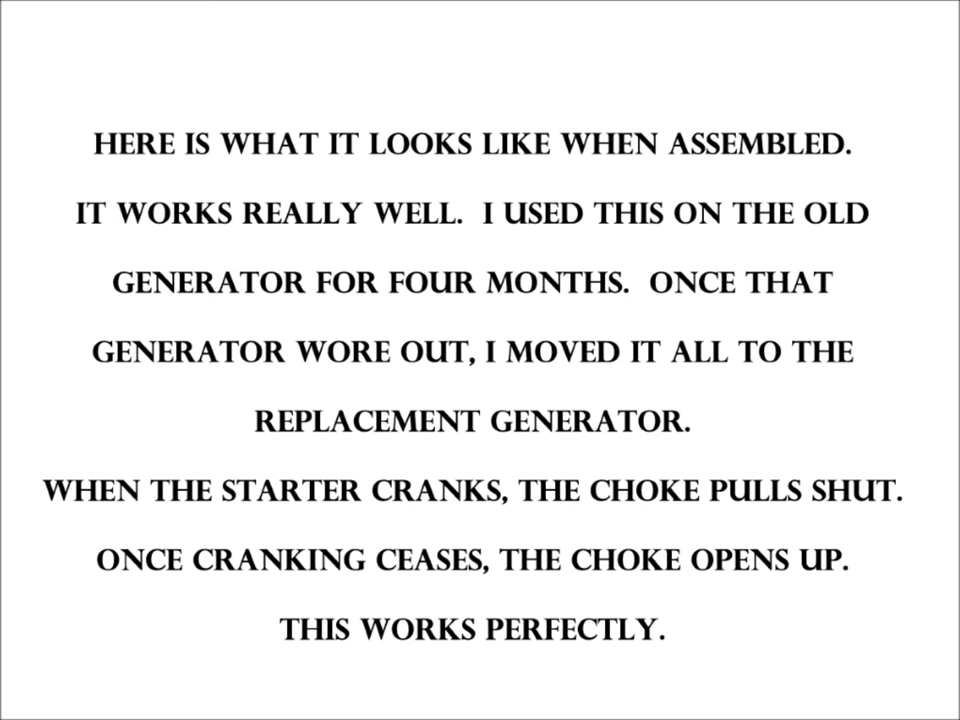 HERE IS WHAT IT LOOKS LIKE WHEN ASSEMBLED.
IT WORKS REALLY WELL.  I USED THIS ON THE OLD
GENERATOR FOR FOUR MONTHS.  ONCE THAT
GENERATOR WORE OUT, I MOVED IT ALL TO THE
REPLACEMENT GENERATOR.
WHEN THE STARTER CRANKS, THE CHOKE PULLS SHUT.
ONCE CRANKING CEASES, THE CHOKE OPENS UP.
THIS WORKS PERFECTLY.